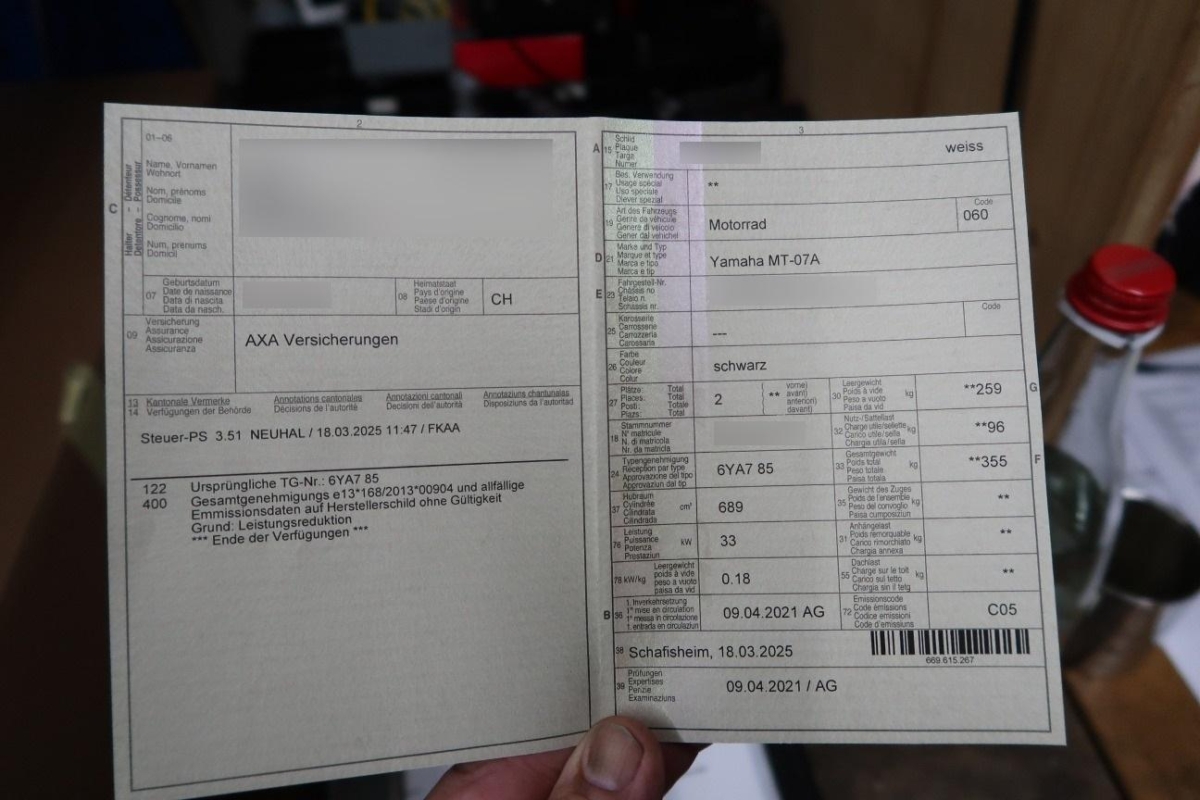 2
01–06
C
Halter - Détenteur
Detentore - Possessur
Name, Vornamen
Wohnort
Nom, prénoms
Domicile
Cognome, nomi
Domicilio
Num, prenums
Domicil
07
Geburtsdatum
Date de naissance
Data di nascita
Data da nasch.
08
Heimatstaat
Pays d'origine
Paese d'origine
Stadi d'origin
CH
09
Versicherung
Assurance
Assicurazione
Assicuranza
AXA Versicherungen
13 Kantonale Vermerke
14 Verfügungen der Behörde
Annotations cantonales
Décisions de l'autorité
Annotazioni cantonali
Decisioni dell'autorità
Annotaziuns chantunales
Disposiziuns da l'autoritad
Steuer-PS 3.51 NEUHAL / 18.03.2025 11:47 / FKAA
122 Ursprüngliche TG-Nr.: 6YA7 85
400 Gesamtgenehmigungs e13*168/2013*00904 und allfällige
Emmissionsdaten auf Herstellerschild ohne Gültigkeit
Grund: Leistungsreduktion
*** Ende der Verfügungen ***
3
A 15
Schild
Plaque
Targa
Numer
weiss
17
Bes. Verwendung
Usage spécial
Uso speciale
Diever spezial
**
19
Art des Fahrzeugs
Genre de véhicule
Genere di veicolo
Gener dal vehichel
Motorrad
Code
060
D 21
Marke und Typ
Marque et type
Marca e tipo
Marca e tip
Yamaha MT-07A
E 23
Fahrgestell-Nr.
Châssis no
Telaio n.
Schassis nr.
25
Karosserie
Carrosserie
Carrozzeria
Carossaria
---
Code
26
Farbe
Couleur
Colore
Colur
schwarz
27
Plätze: Total
Places: Total
Posti: Totale
Plazs: Total
2
**
vorne)
avant)
anteriori)
davant)
30
Leergewicht
Poids à vide
Peso a vuoto
Paisa da vid
kg
**259
G
18
Stammnummer
N° matricule
N. di matricola
Nr. da matricla
32
Nutz-/Sattellast
Charge utile/sellette
Carico utile/sella
Chargia utila/sella
kg
**96
24
Typengenehmigung
Réception par type
Approvazione del tipo
Approvaziun dal tip
6YA7 85
33
Gesamtgewicht
Poids total
Peso totale
Paisa totala
kg
**355
F
37
Hubraum
Cylindrée
Cilindrata
Cilindrada
cm³
689
35
Gewicht des Zuges
Poids de l'ensemble
Peso del convoglio
Paisa cumposiziun
kg
**
76
Leistung
Puissance
Potenza
Prestaziun
kW
33
31
Anhängelast
Poids remorquable
Carico rimorchiato
Chargia annexa
kg
**
78 kW/kg
Leergewicht
poids à vide
peso a vuoto
paisa da vid
0.18
55
Dachlast
Charge sur le toit
Carico sul tetto
Chargia sin il tetg
kg
**
B 36
1. Inverkehrsetzung
1re mise en circulation
1a messa in circolazione
1. entrada en circulaziun
09.04.2021 AG
72
Emissionscode
Code émissions
Codice emissioni
Code d'emissiuns
C05
38
Schafisheim, 18.03.2025
669.615.267
39
Prüfungen
Expertises
Perizie
Examinaziuns
09.04.2021 / AG